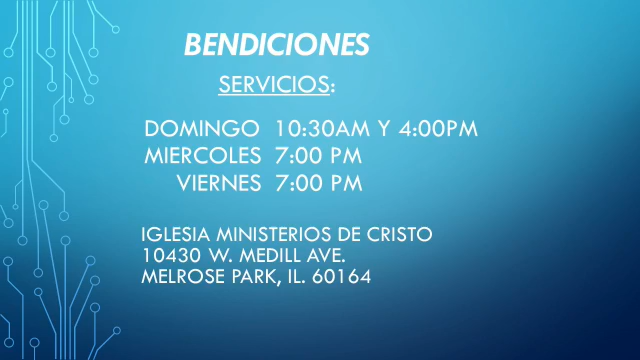 BENDICIONES
SERVICIOS:
DOMINGO 10:30AM Y 4:00PM
MIERCOLES 7:00 PM
VIERNES 7:00 PM
IGLESIA MINISTERIOS DE CRISTO
10430 W. MEDILL AVE.
MELROSE PARK, IL. 60164